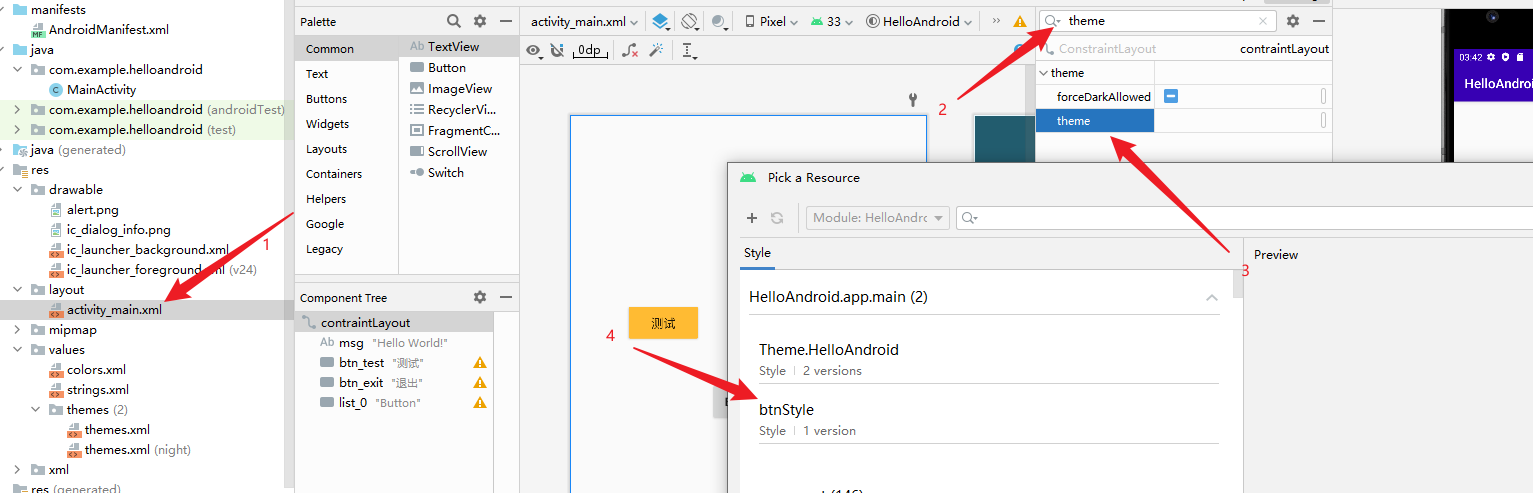 manifests
AndroidManifest.xml
java
com.example.helloandroid
MainActivity
com.example.helloandroid (androidTest)
com.example.helloandroid (test)
java (generated)
res
drawable
alert.png
ic_dialog_info.png
ic_launcher_background.xml
ic_launcher_foreground.xml (v24)
layout
activity_main.xml
mipmap
values
colors.xml
strings.xml
themes (2)
themes.xml
themes.xml (night)
xml
res (generated)
1
Palette
Common
Text
Buttons
Widgets
Layouts
Containers
Helpers
Google
Legacy
Ab TextView
Button
ImageView
RecyclerVi...
FragmentC...
ScrollView
Switch
Component Tree
contraintLayout
Ab msg "Hello World!"
btn_test "测试"
btn_exit "退出"
list_0 "Button"
activity_main.xml
Pixel
33
HelloAndroid
0dp
测试
2
4
theme
ConstraintLayout contraintLayout
theme
forceDarkAllowed
theme
3
03:42
Pick a Resource
Style
Preview
HelloAndroid.app.main (2)
Theme.HelloAndroid
Style | 2 versions
btnStyle
Style | 1 version